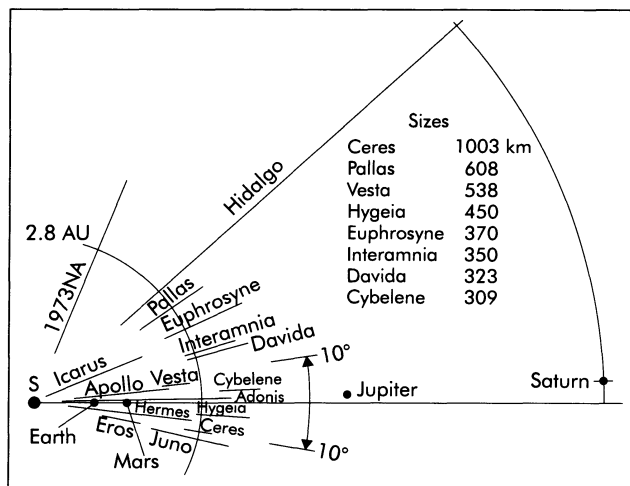 Hidalgo
Sizes
Ceres 1003 km
Pallas 608
Vesta 538
Hygeia 450
Euphrosyne 370
Interamnia 350
Davida 323
Cybelene 309
2.8 AU
1973NA
Pallas
Euphrosyne
Interamnia
Davida
10°
Icarus
S
Apollo Vesta
Cybelene
Adonis
Jupiter
Saturn
Hermes Hygeia
Earth
Eros
Juno
Ceres
10°
Mars